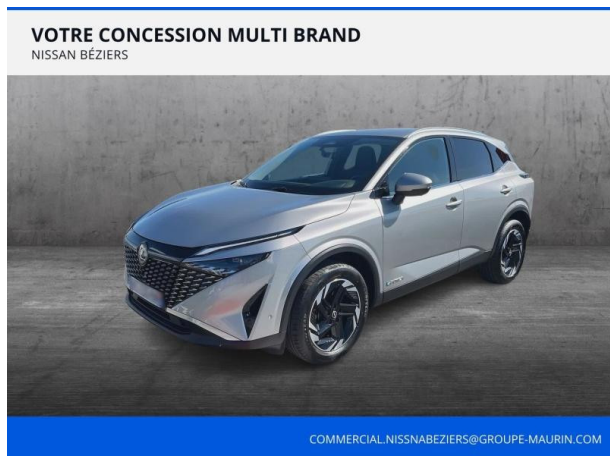 VOTRE CONCESSION MULTI BRAND
NISSAN BÉZIERS
COMMERCIAL.NISSNABEZIERS@GROUPE-MAURIN.COM